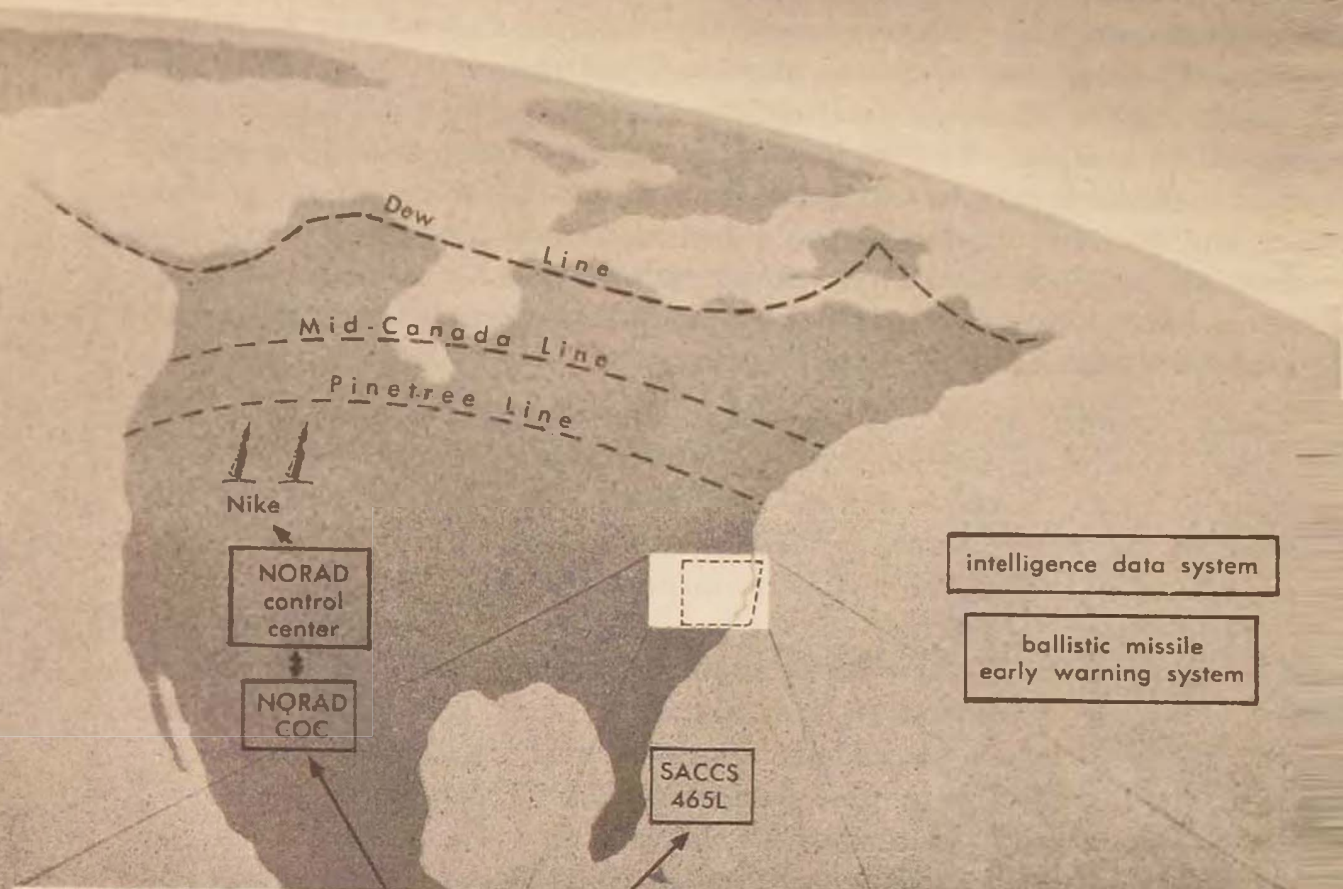 Dew Line
Mid-Canada Line
Pinetree Line
Nike
NORAD
control
center
NORAD
COC
intelligence data system
ballistic missile
early warning system
SACCS
465L